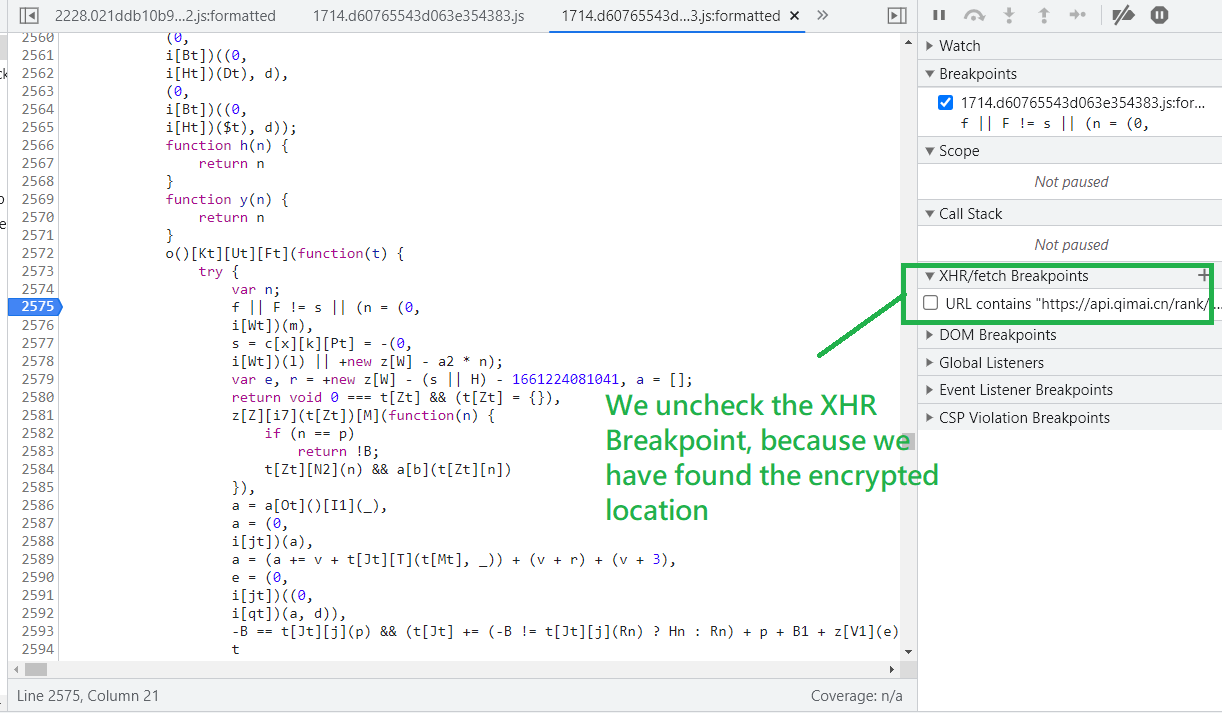 2228.021ddb10b9...2.js:formatted 1714.d60765543d063e354383.js 1714.d60765543d...3.js:formatted × »
2560 (0,
2561 i[Bt])((0,
2562 i[Ht])(Dt), d),
2563 (0,
2564 i[Bt])((0,
2565 i[Ht])($t), d));
2566 function h(n) {
2567 return n
2568 }
2569 function y(n) {
2570 return n
2571 }
2572 o()[Kt][Ut][Ft](function(t) {
2573 try {
2574 var n;
2575 f || F != s || (n = (0,
2576 i[Wt])(m),
2577 s = c[x][k][Pt] = -(0,
2578 i[Wt])(l) || +new z[W] - a2 * n);
2579 var e, r = +new z[W] - (s || H) - 1661224081041, a = [];
2580 return void 0 === t[Zt] && (t[Zt] = {}),
2581 z[Z][i7](t[Zt])[M](function(n) {
2582 if (n == p)
2583 return !B;
2584 t[Zt][N2](n) && a[b](t[Zt][n])
2585 }),
2586 a = a[Ot]()[I1](_),
2587 a = (0,
2588 i[jt])(a),
2589 a = (a += v + t[Jt][T](t[Mt], _)) + (v + r) + (v + 3),
2590 e = (0,
2591 i[jt])((0,
2592 i[qt])(a, d)),
2593 -B == t[Jt][j](p) && (t[Jt] += (-B != t[Jt][j](Rn) ? Hn : Rn) + p + B1 + z[V1](e)
2594 t
Line 2575, Column 21
Coverage: n/a
Watch
Breakpoints
1714.d60765543d063e354383.js:for...
f || F != s || (n = (0,
Scope
Not paused
Call Stack
Not paused
XHR/fetch Breakpoints +
URL contains "https://api.qimai.cn/rank/...
DOM Breakpoints
Global Listeners
Event Listener Breakpoints
CSP Violation Breakpoints
We uncheck the XHR
Breakpoint, because we
have found the encrypted
location